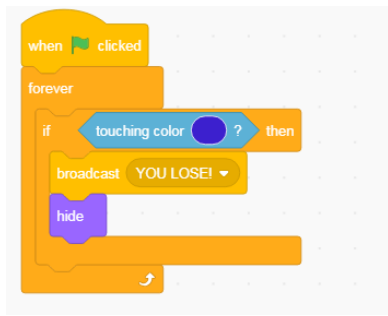 when clicked
forever
if touching color ? then
broadcast YOU LOSE!
hide